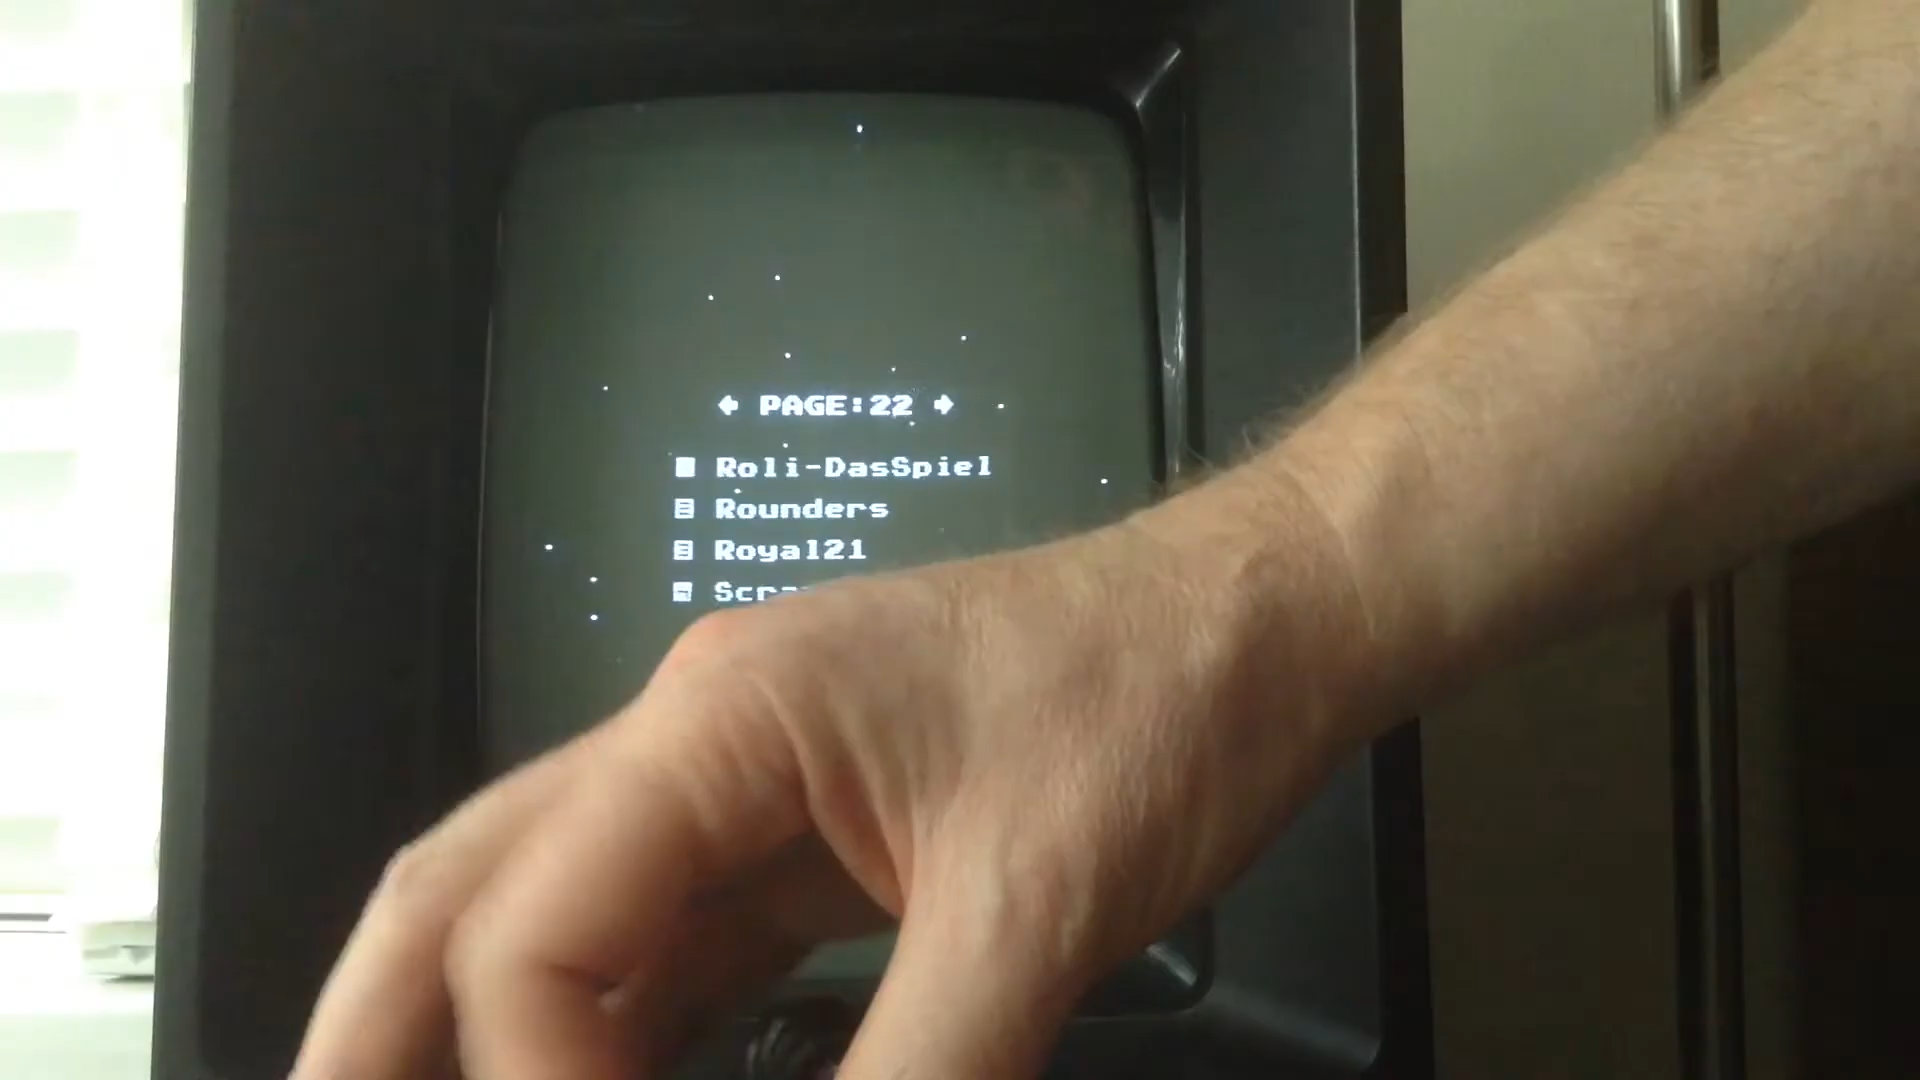 ← PAGE:22 →
Roli-DasSpiel
Rounders
Royal21